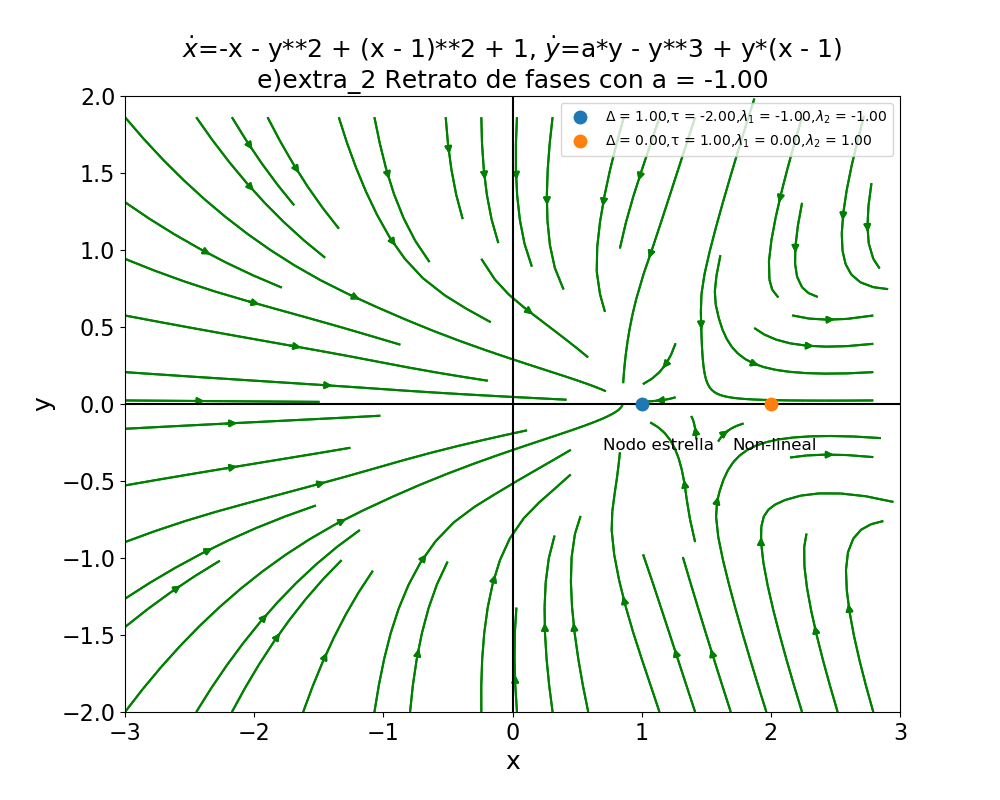 ẋ=-x - y**2 + (x - 1)**2 + 1, ẏ=a*y - y**3 + y*(x - 1)
e)extra_2 Retrato de fases con a = -1.00
Δ = 1.00,τ = -2.00,λ₁ = -1.00,λ₂ = -1.00
Δ = 0.00,τ = 1.00,λ₁ = 0.00,λ₂ = 1.00
2.0
1.5
1.0
0.5
0.0
−0.5
−1.0
−1.5
−2.0
y
Nodo estrella
Non-lineal
−3
−2
−1
0
1
2
3
x